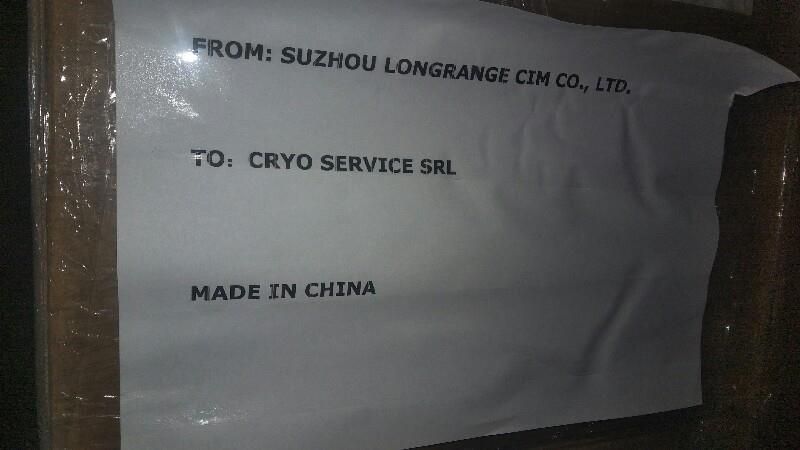 FROM: SUZHOU LONGRANGE CIM CO., LTD.
TO: CRYO SERVICE SRL
MADE IN CHINA